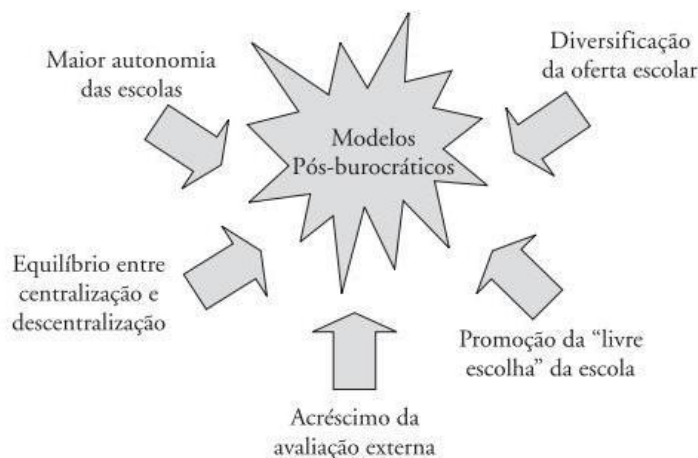 Maior autonomia
das escolas
Diversificação
da oferta escolar
Modelos
Pós-burocráticos
Equilíbrio entre
centralização e
descentralização
Promoção da “livre
escolha” da escola
Acréscimo da
avaliação externa